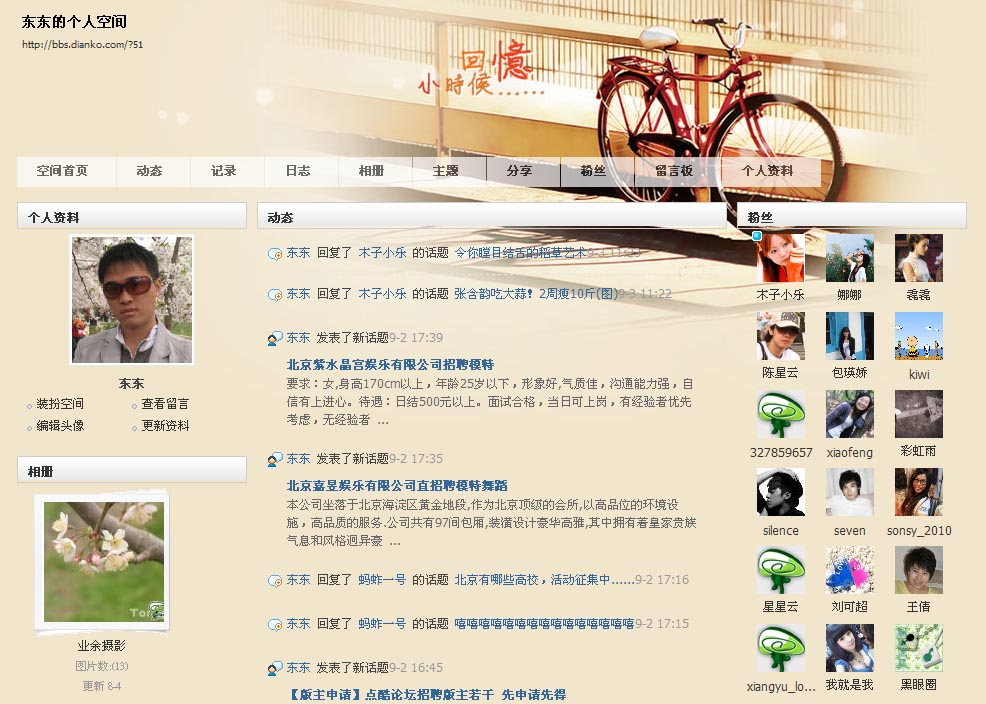 东东的个人空间
http://bbs.dianko.com/?51
回憶
小時候......
空间首页 动态 记录 日志 相册 主题 分享 粉丝 留言板 个人资料
个人资料
东东
装扮空间 查看留言
编辑头像 更新资料
相册
业余摄影
图片数:(13)
更新 8-4
动态
东东 回复了 木子小乐 的话题 令你瞠目结舌的稻草艺术
东东 回复了 木子小乐 的话题 张含韵吃大蒜! 2周瘦10斤(图)9-3 11:22
东东 发表了新话题9-2 17:39
北京紫水晶宫娱乐有限公司招聘模特
要求：女,身高170cm以上，年龄25岁以下，形象好,气质佳，沟通能力强，自
信有上进心。待遇：日结500元以上。面试合格，当日可上岗，有经验者优先
考虑，无经验者 ...
东东 发表了新话题9-2 17:35
北京嘉昱娱乐有限公司直招聘模特舞蹈
本公司坐落于北京海淀区黄金地段,作为北京顶级的会所,以高品位的环境设
施，高品质的服务.公司共有97间包厢,装潢设计豪华高雅,其中拥有着皇家贵族
气息和风格迥异豪 ...
东东 回复了 蚂蚱一号 的话题 北京有哪些高校，活动征集中......9-2 17:16
东东 回复了 蚂蚱一号 的话题 嘻嘻嘻嘻嘻嘻嘻嘻嘻嘻嘻嘻嘻嘻嘻9-2 17:15
东东 发表了新话题9-2 16:45
【版主申请】点酷论坛招聘版主若干 先申请先得
粉丝
木子小乐 娜娜 毳毳
陈星云 包瑛娇 kiwi
327859657 xiaofeng 彩虹雨
silence seven sonsy_2010
星星云 刘可超 王倩
xiangyu_lo... 我就是我 黑眼圈